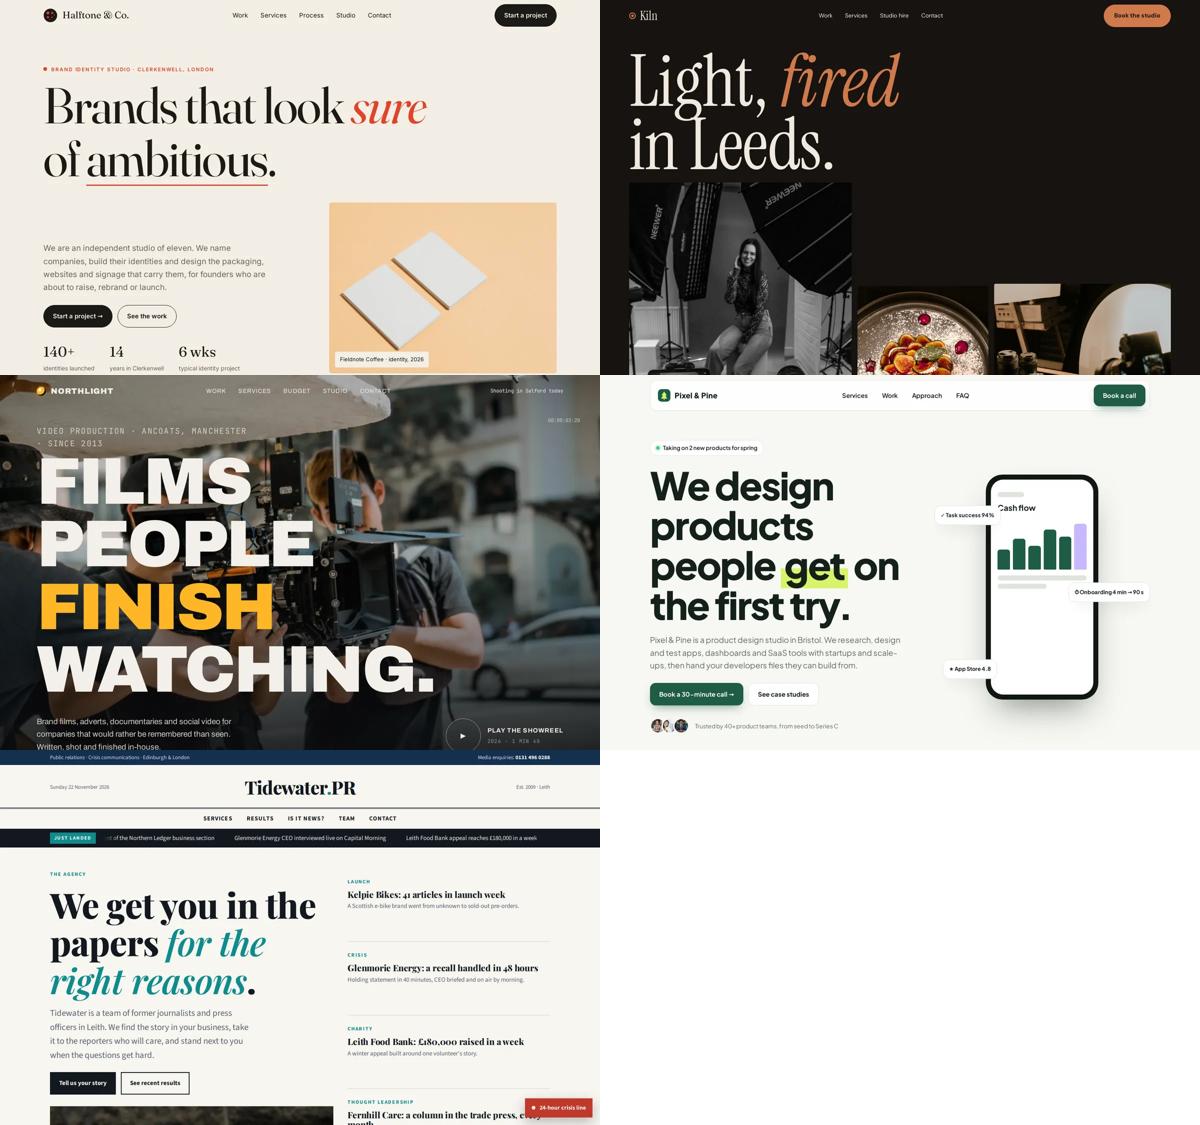 Halftone & Co.
Work Services Process Studio Contact
Start a project
BRAND IDENTITY STUDIO · CLERKENWELL, LONDON
Brands that look sure
of ambitious.
We are an independent studio of eleven. We name
companies, build their identities and design the packaging,
websites and signage that carry them, for founders who are
about to raise, rebrand or launch.
Start a project → See the work
140+ 14 6 wks
identities launched years in Clerkenwell typical identity project
Fieldnote Coffee · identity, 2026
Kiln
Work Services Studio hire Contact
Book the studio
Light, fired
in Leeds.
NEEWER
NEEWER
NORTHLIGHT
WORK SERVICES BUDGET STUDIO CONTACT
Shooting in Salford today
00:00:03:20
VIDEO PRODUCTION · ANCOATS, MANCHESTER
· SINCE 2013
FILMS
PEOPLE
FINISH
WATCHING.
Brand films, adverts, documentaries and social video for
companies that would rather be remembered than seen.
Written, shot and finished in-house.
PLAY THE SHOWREEL
2026 · 1 MIN 48
Pixel & Pine
Services Work Approach FAQ
Book a call
Taking on 2 new products for spring
We design
products
people get on
the first try.
Pixel & Pine is a product design studio in Bristol. We research, design
and test apps, dashboards and SaaS tools with startups and scale-
ups, then hand your developers files they can build from.
Book a 30-minute call → See case studies
Trusted by 40+ product teams, from seed to Series C
Cash flow
✓ Task success 94%
⏱ Onboarding 4 min → 90 s
★ App Store 4.8
Public relations · Crisis communications · Edinburgh & London
Media enquiries: 0131 496 0288
Sunday 22 November 2026
Tidewater.PR
Est. 2009 · Leith
SERVICES RESULTS IS IT NEWS? TEAM CONTACT
JUST LANDED
of the Northern Ledger business section Glenmorie Energy CEO interviewed live on Capital Morning Leith Food Bank appeal reaches £180,000 in a week
THE AGENCY
We get you in the
papers for the
right reasons.
Tidewater is a team of former journalists and press
officers in Leith. We find the story in your business, take
it to the reporters who will care, and stand next to you
when the questions get hard.
Tell us your story See recent results
LAUNCH
Kelpie Bikes: 41 articles in launch week
A Scottish e-bike brand went from unknown to sold-out pre-orders.
CRISIS
Glenmorie Energy: a recall handled in 48 hours
Holding statement in 40 minutes, CEO briefed and on air by morning.
CHARITY
Leith Food Bank: £180,000 raised in a week
A winter appeal built around one volunteer's story.
THOUGHT LEADERSHIP
Fernhill Care: a column in the trade press, every
month
24-hour crisis line